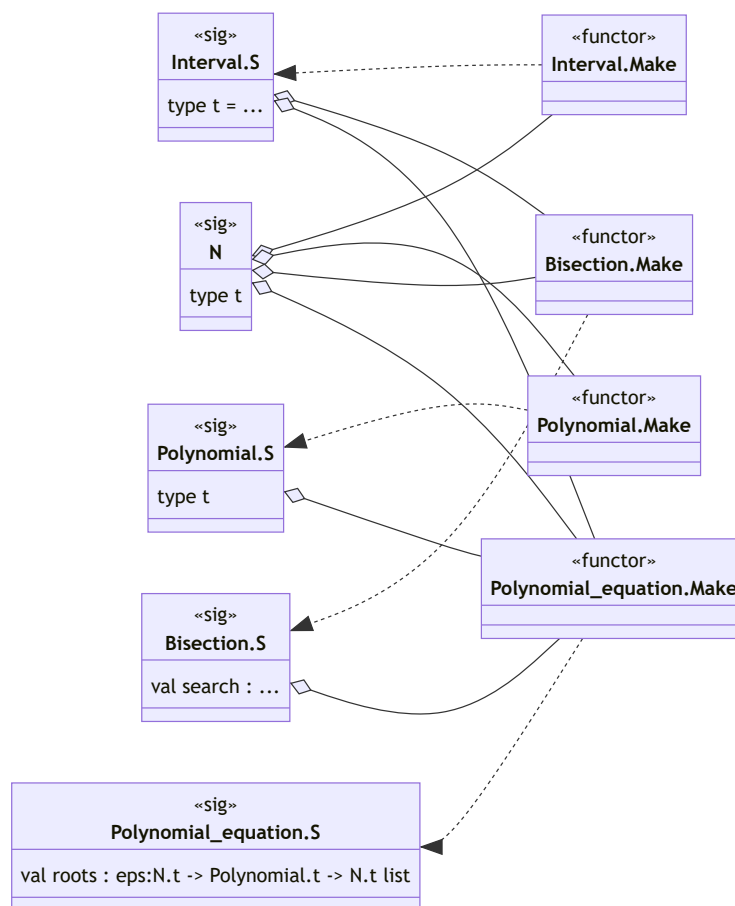 «sig»
Interval.S
type t = ...
«functor»
Interval.Make
«sig»
N
type t
«functor»
Bisection.Make
«sig»
Polynomial.S
type t
«functor»
Polynomial.Make
«functor»
Polynomial_equation.Make
«sig»
Bisection.S
val search : ...
«sig»
Polynomial_equation.S
val roots : eps:N.t -> Polynomial.t -> N.t list